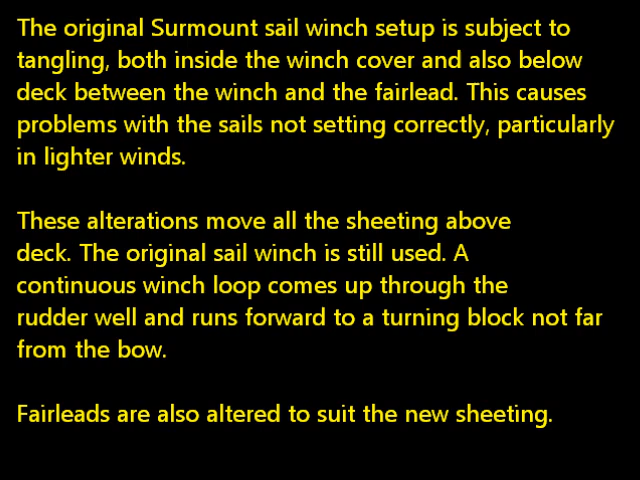 The original Surmount sail winch setup is subject to
tangling, both inside the winch cover and also below
deck between the winch and the fairlead. This causes
problems with the sails not setting correctly, particularly
in lighter winds.
These alterations move all the sheeting above
deck. The original sail winch is still used. A
continuous winch loop comes up through the
rudder well and runs forward to a turning block not far
from the bow.
Fairleads are also altered to suit the new sheeting.